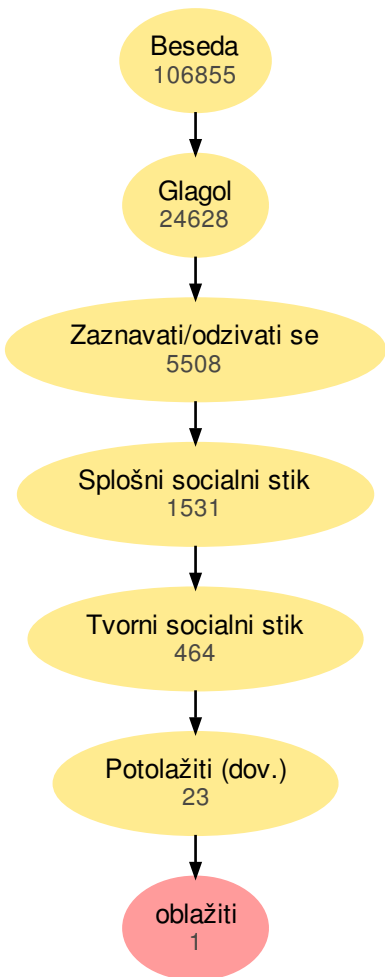 Beseda
106855
Glagol
24628
Zaznavati/odzivati se
5508
Splošni socialni stik
1531
Tvorni socialni stik
464
Potolažiti (dov.)
23
oblažiti
1